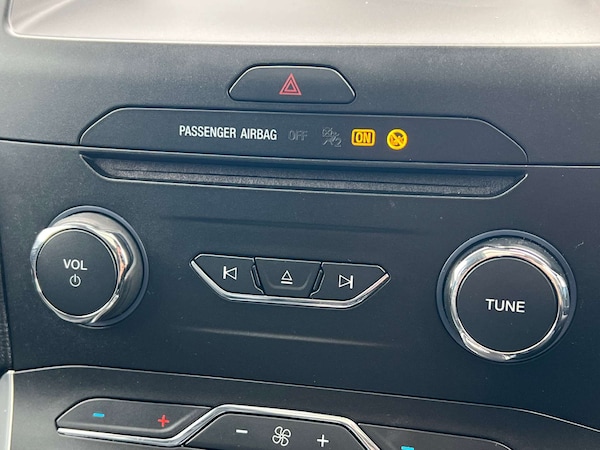 PASSENGER AIRBAG OFF ON
VOL
TUNE